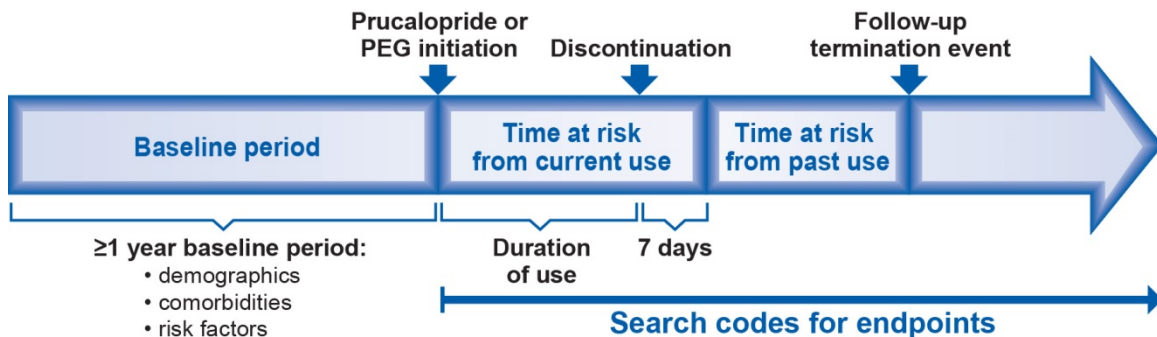 Prucalopride or
PEG initiation
Discontinuation
Follow-up
termination event
Baseline period
Time at risk
from current use
Time at risk
from past use
≥1 year baseline period:
• demographics
• comorbidities
• risk factors
Duration
of use
7 days
Search codes for endpoints